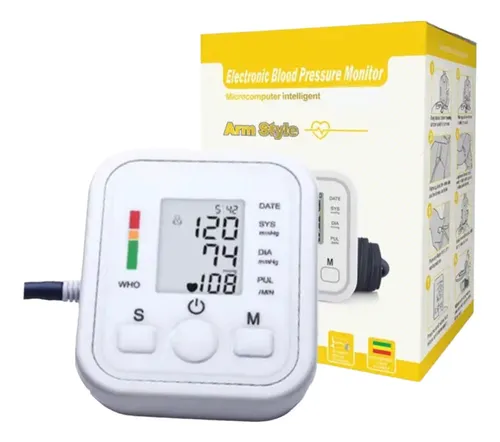 Electronic Blood Pressure Monitor
Microcomputer intelligent
Arm Style
DATE
SYS
DIA
PUL
M
5 42
DATE
120
SYS
mmHg
74
DIA
mmHg
108
PUL
/MIN
WHO
S
M